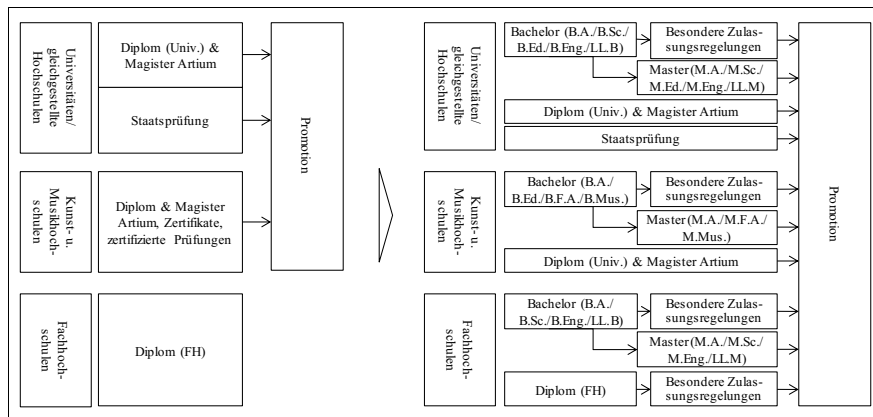 Universitäten/
gleichgestellte
Hochschulen
Diplom (Univ.) &
Magister Artium
Staatsprüfung
Kunst- u.
Musikhoch-
schulen
Diplom & Magister
Artium, Zertifikate,
zertifizierte Prüfungen
Fachhoch-
schulen
Diplom (FH)
Promotion
Universitäten/
gleichgestellte
Hochschulen
Bachelor (B.A./B.Sc./
B.Ed./B.Eng./LL.B)
Besondere Zulas-
sungsregelungen
Master (M.A./M.Sc./
M.Ed./M.Eng./LL.M)
Diplom (Univ.) & Magister Artium
Staatsprüfung
Kunst- u.
Musikhoch-
schulen
Bachelor (B.A./
B.Ed./B.F.A./B.Mus.)
Besondere Zulas-
sungsregelungen
Master (M.A./M.F.A./
M.Mus.)
Diplom (Univ.) & Magister Artium
Fachhoch-
schulen
Bachelor (B.A./
B.Sc./B.Eng./LL.B)
Besondere Zulas-
sungsregelungen
Master (M.A./M.Sc./
M.Eng./LL.M)
Diplom (FH)
Besondere Zulas-
sungsregelungen
Promotion